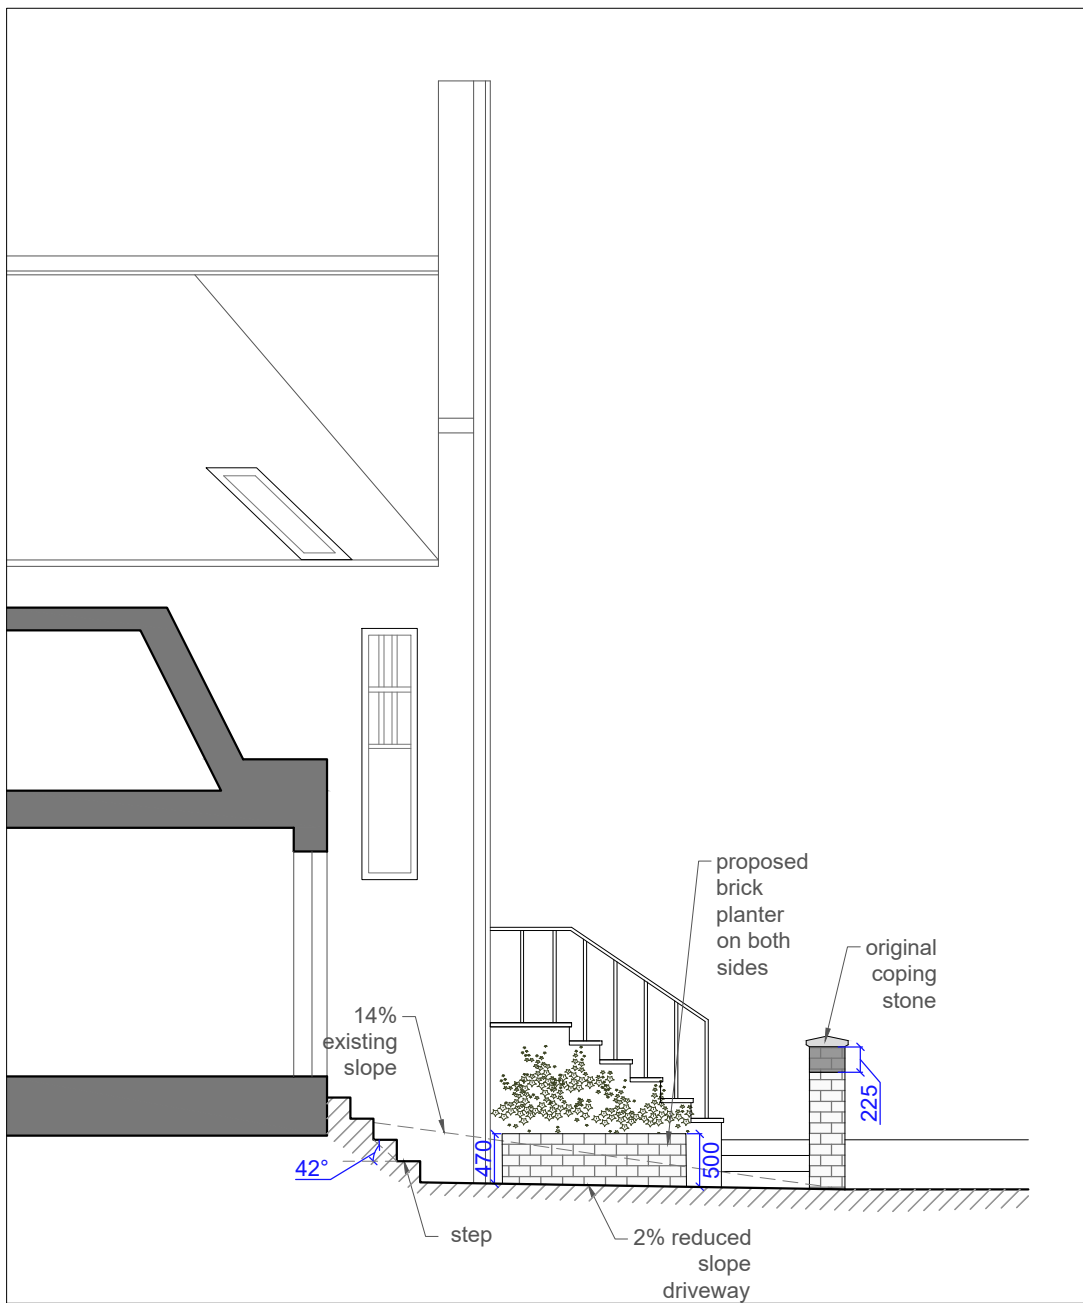 proposed
brick
planter
on both
sides
original
coping
stone
14%
existing
slope
225
470
500
42°
step
2% reduced
slope
driveway